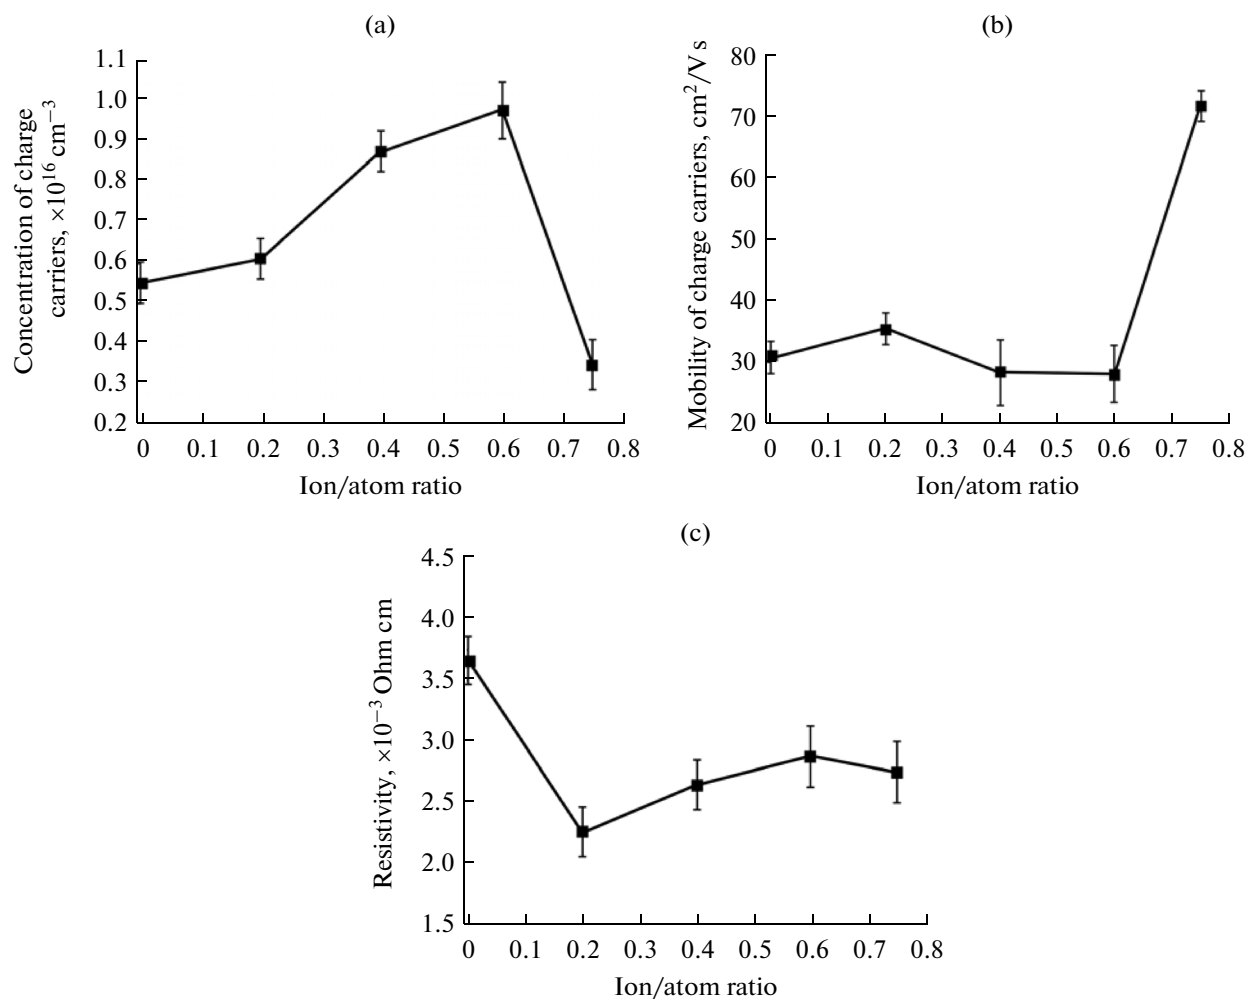 (a)
Concentration of charge
carriers, ×10¹⁶ cm⁻³
1.1
1.0
0.9
0.8
0.7
0.6
0.5
0.4
0.3
0.2
0 0.1 0.2 0.3 0.4 0.5 0.6 0.7 0.8
Ion/atom ratio
(b)
Mobility of charge carriers, cm²/V s
80
70
60
50
40
30
20
0 0.1 0.2 0.3 0.4 0.5 0.6 0.7 0.8
Ion/atom ratio
(c)
Resistivity, ×10⁻³ Ohm cm
4.5
4.0
3.5
3.0
2.5
2.0
1.5
0 0.1 0.2 0.3 0.4 0.5 0.6 0.7 0.8
Ion/atom ratio